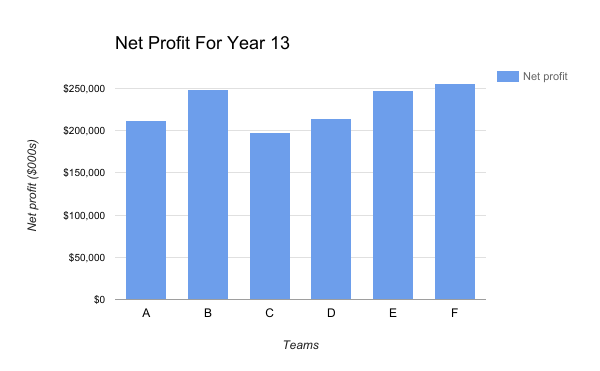 Net Profit For Year 13
Net profit
Net profit ($000s)
$250,000
$200,000
$150,000
$100,000
$50,000
$0
A B C D E F
Teams